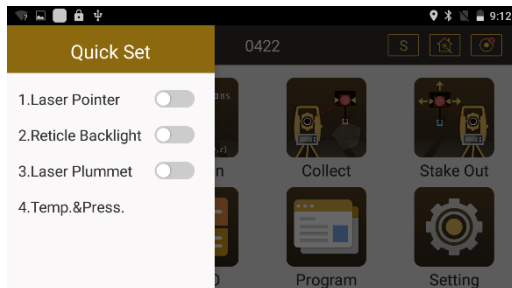 9:12
Quick Set
0422
S
1.Laser Pointer
2.Reticle Backlight
3.Laser Plummet
4.Temp.&Press.
Collect
Stake Out
Program
Setting